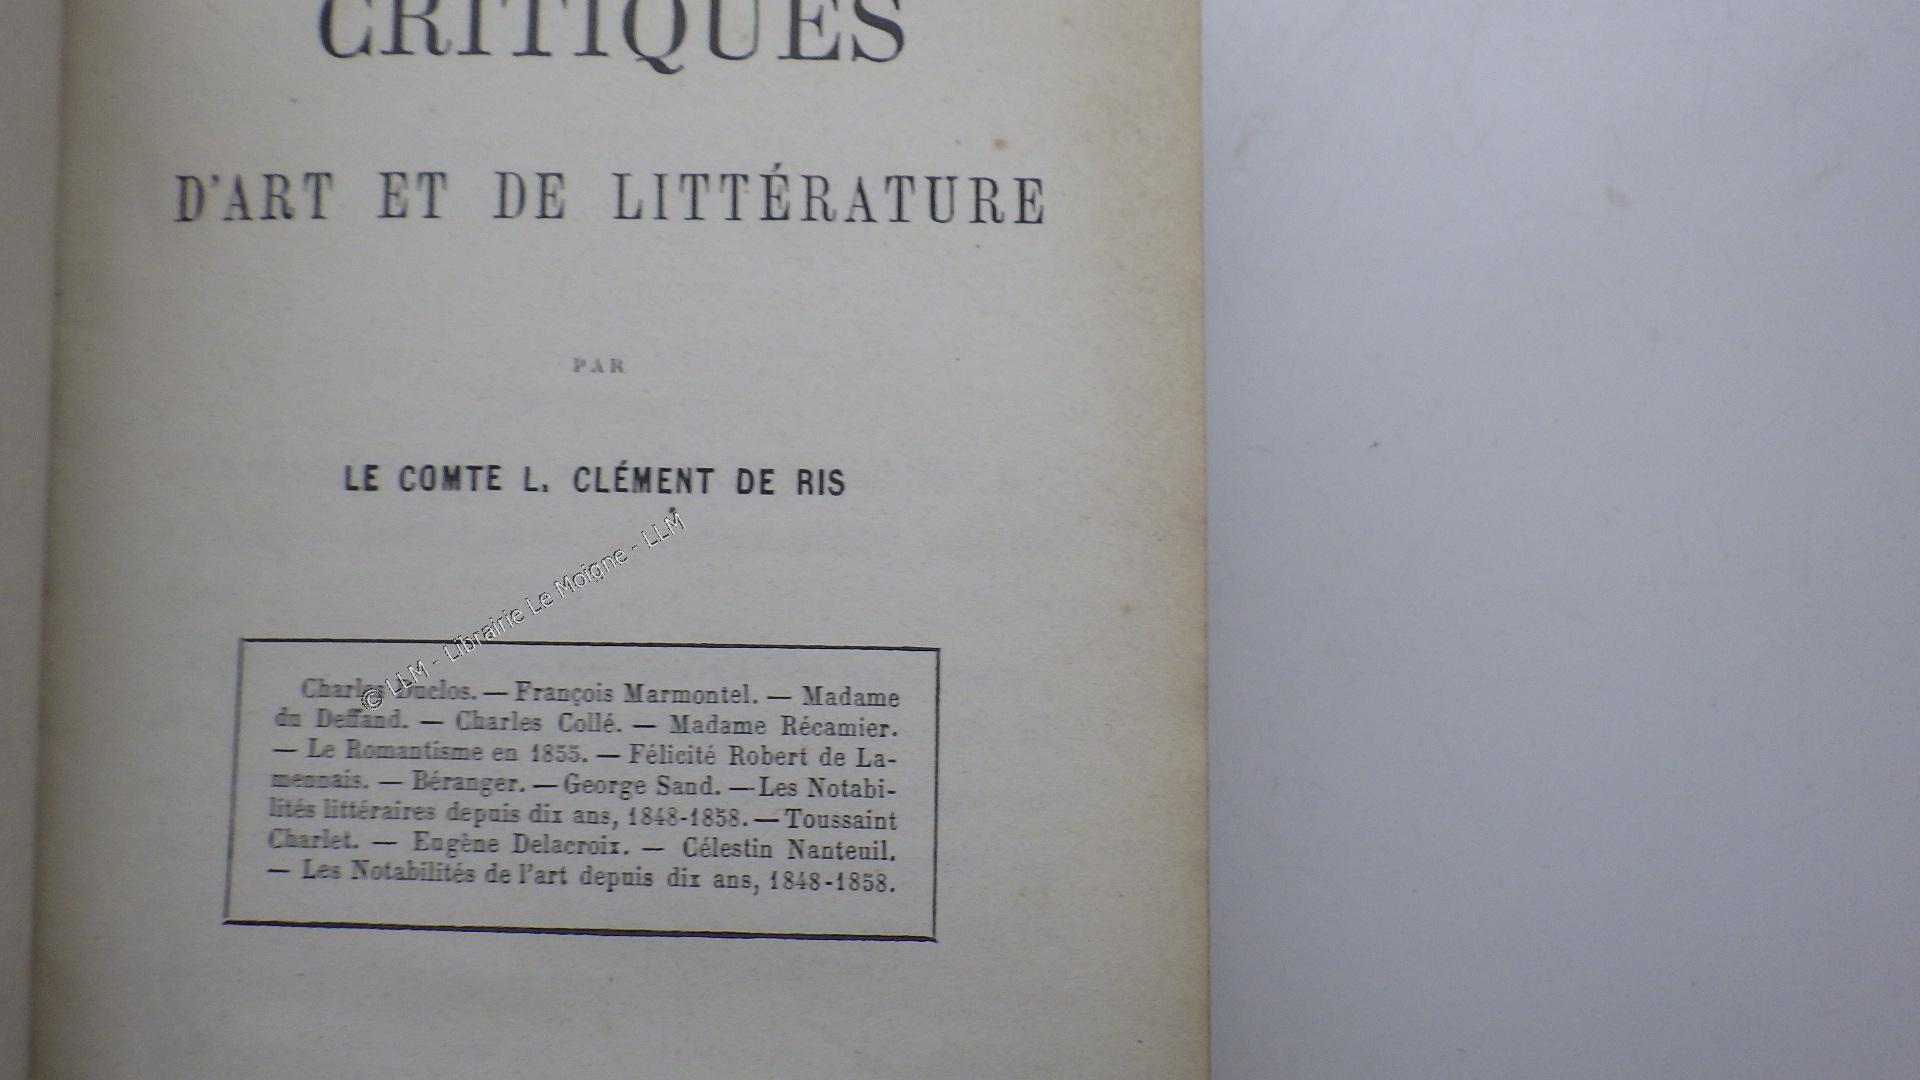 CRITIQUES
D'ART ET DE LITTÉRATURE
PAR
LE COMTE L. CLÉMENT DE RIS
© LLM - Librairie Le Moigne - LLM
Charles Duclos. — François Marmontel. — Madame
du Deffand. — Charles Collé. — Madame Récamier.
— Le Romantisme en 1855. — Félicité Robert de La-
mennais. — Béranger. — George Sand. — Les Notabi-
lités littéraires depuis dix ans, 1848-1858. — Toussaint
Charlet. — Eugène Delacroix. — Célestin Nanteuil.
— Les Notabilités de l'art depuis dix ans, 1848-1858.